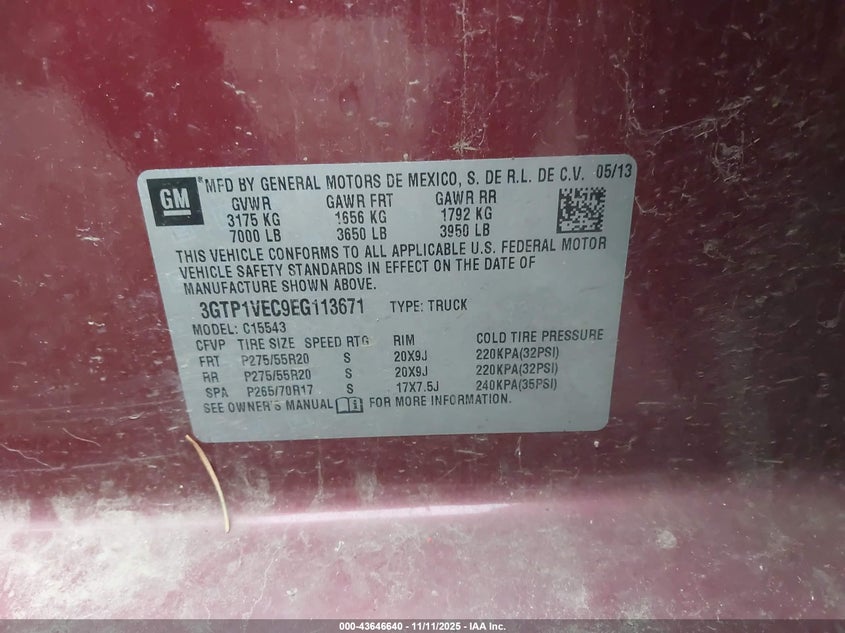 GM ® MFD BY GENERAL MOTORS DE MEXICO, S. DE R.L. DE C.V. 05/13
GVWR GAWR FRT GAWR RR
3175 KG 1656 KG 1792 KG
7000 LB 3650 LB 3950 LB
THIS VEHICLE CONFORMS TO ALL APPLICABLE U.S. FEDERAL MOTOR
VEHICLE SAFETY STANDARDS IN EFFECT ON THE DATE OF
MANUFACTURE SHOWN ABOVE.
3GTP1VEC9EG113671 TYPE: TRUCK
MODEL: C15543
CFVP TIRE SIZE SPEED RTG RIM COLD TIRE PRESSURE
FRT P275/55R20 S 20X9J 220KPA(32PSI)
RR P275/55R20 S 20X9J 220KPA(32PSI)
SPA P265/70R17 S 17X7.5J 240KPA(35PSI)
SEE OWNER'S MANUAL FOR MORE INFORMATION.
000-43646640 - 11/11/2025 - IAA Inc.